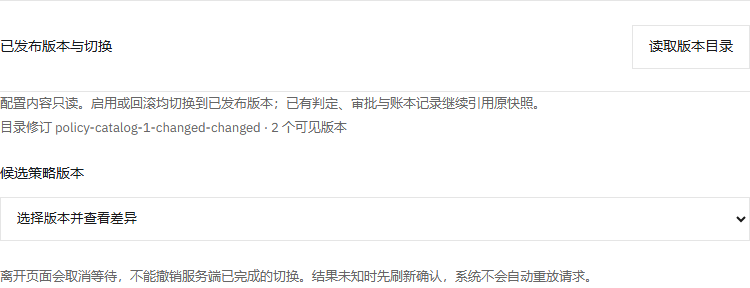 已发布版本与切换
读取版本目录
配置内容只读。启用或回滚均切换到已发布版本；已有判定、审批与账本记录继续引用原快照。
目录修订 policy-catalog-1-changed-changed · 2 个可见版本
候选策略版本
选择版本并查看差异
离开页面会取消等待，不能撤销服务端已完成的切换。结果未知时先刷新确认，系统不会自动重放请求。